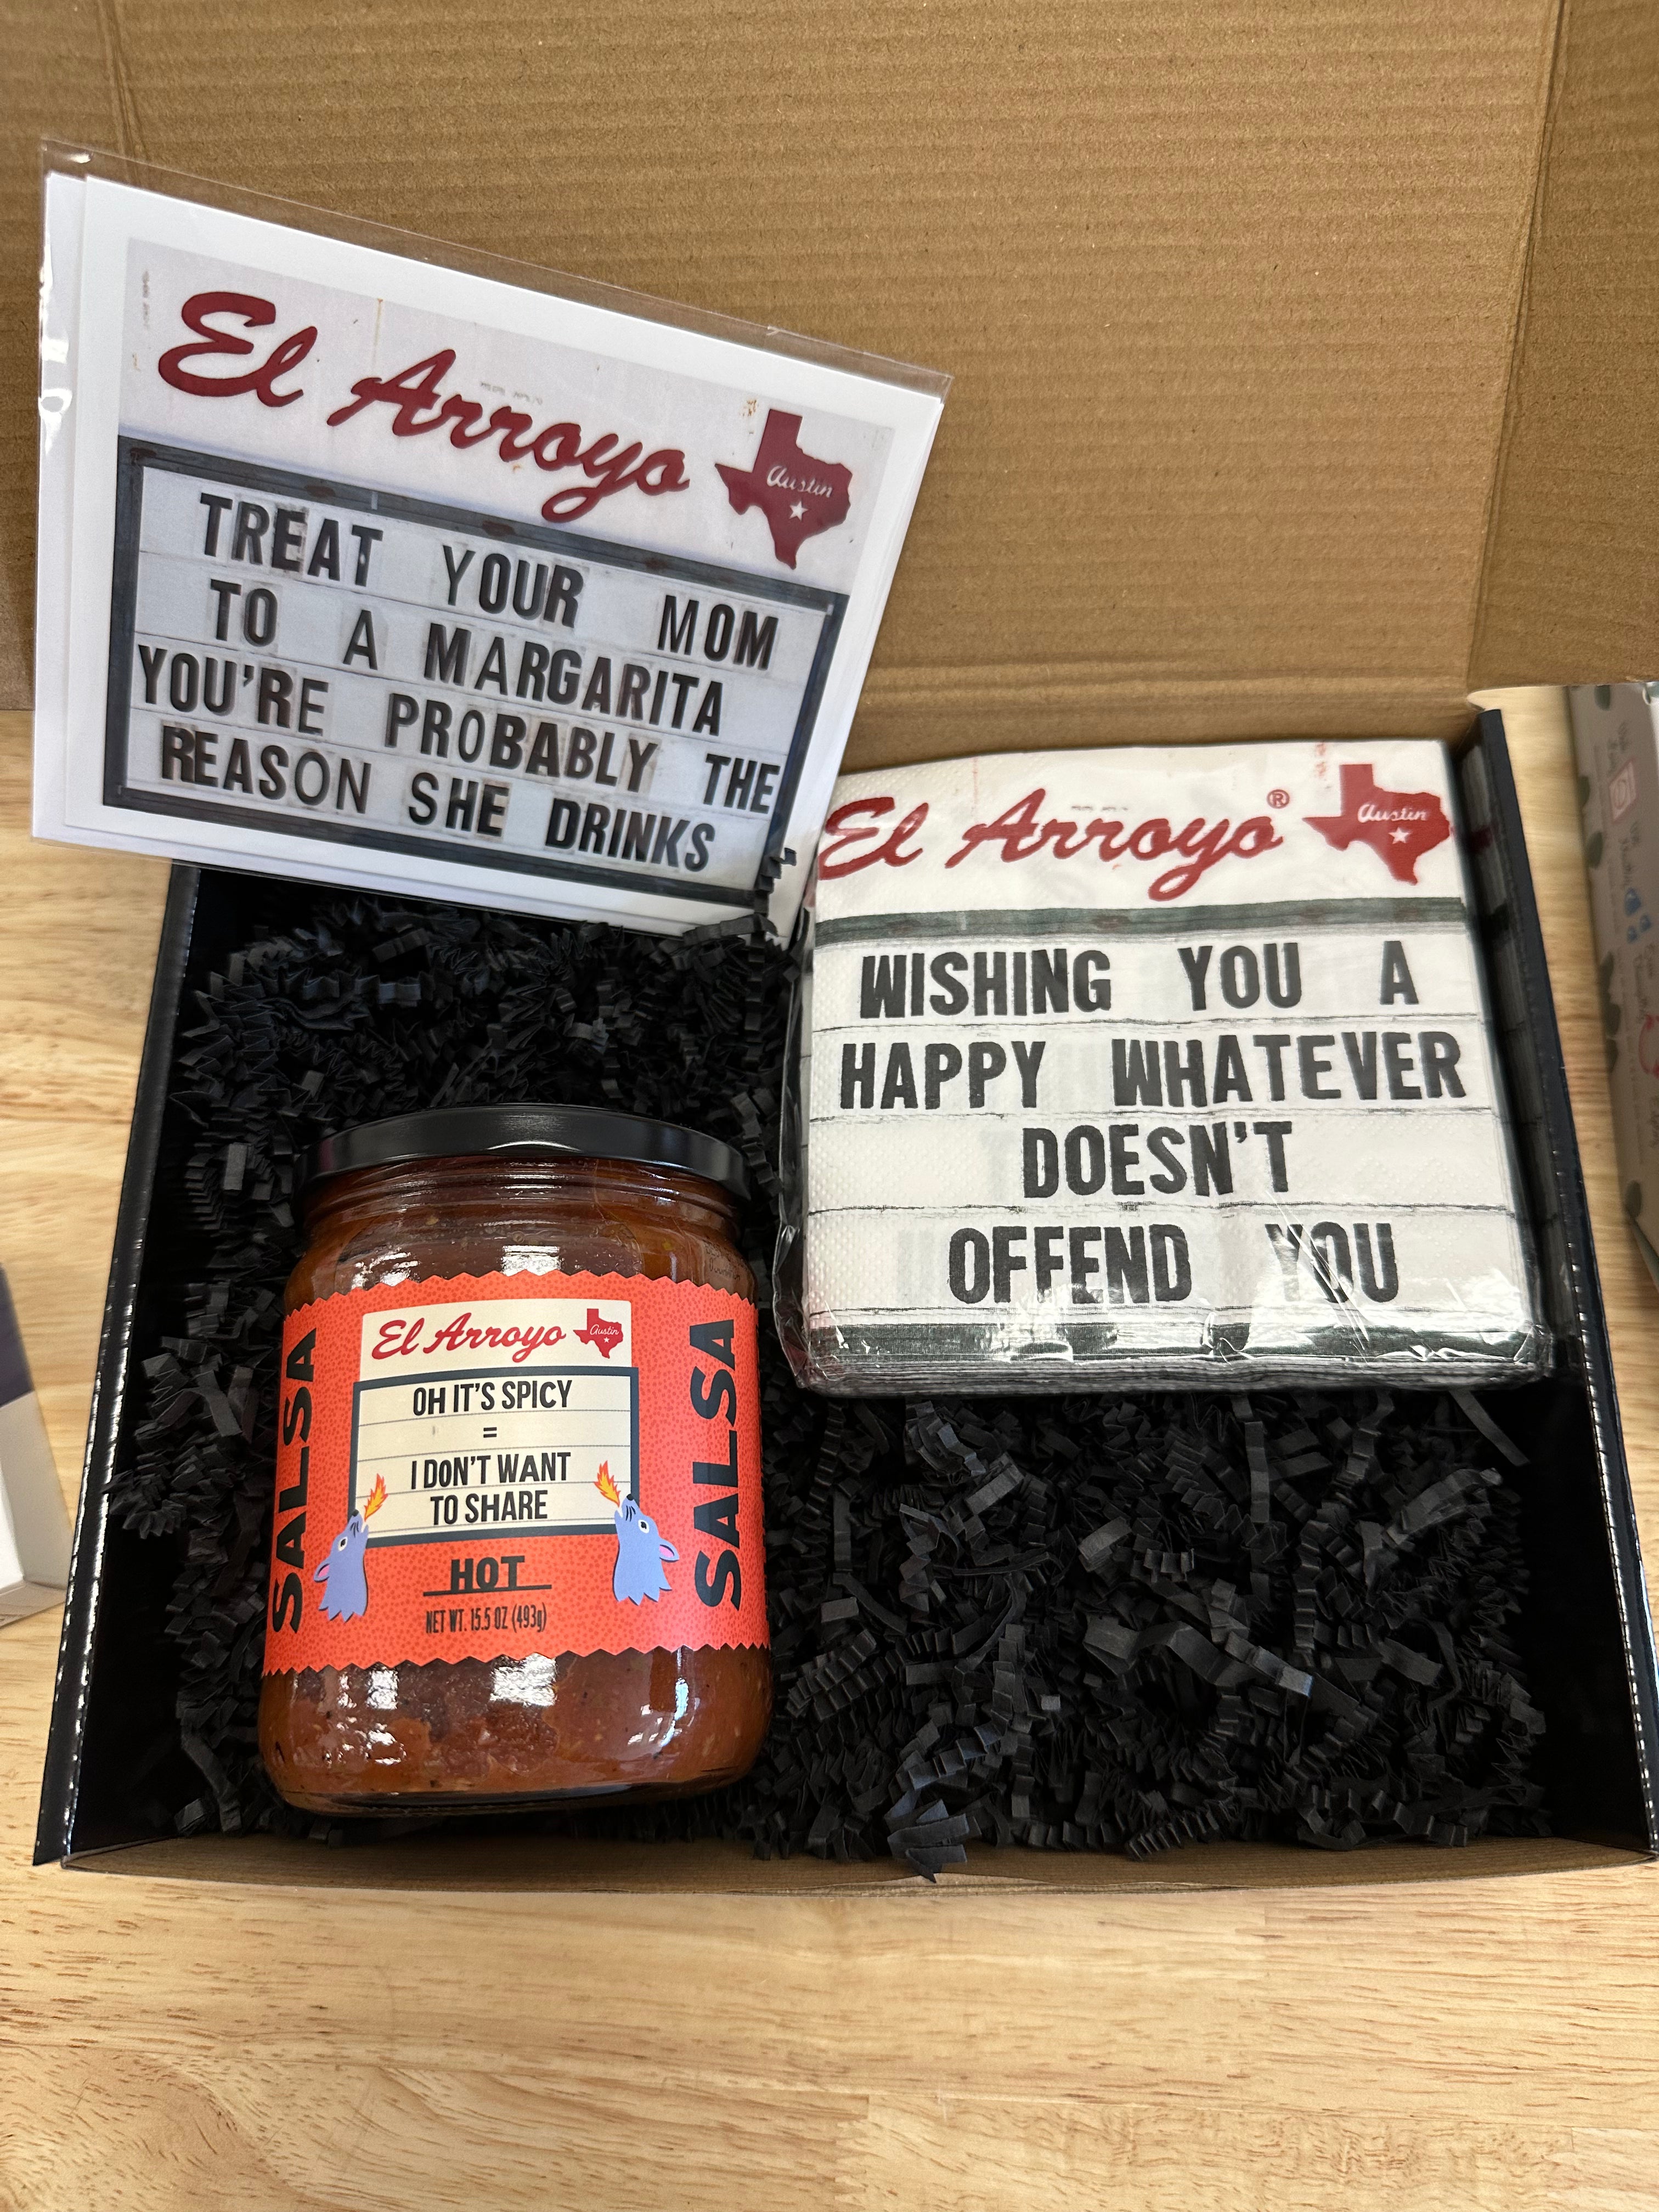 El Arroyo
Austin
TREAT YOUR MOM
TO A MARGARITA
YOU'RE PROBABLY THE
REASON SHE DRINKS
El Arroyo®
Austin
WISHING YOU A
HAPPY WHATEVER
DOESN'T
OFFEND YOU
SALSA
El Arroyo
Austin
OH IT'S SPICY
=
I DON'T WANT
TO SHARE
HOT
NET WT. 15.5 OZ (493g)
SALSA